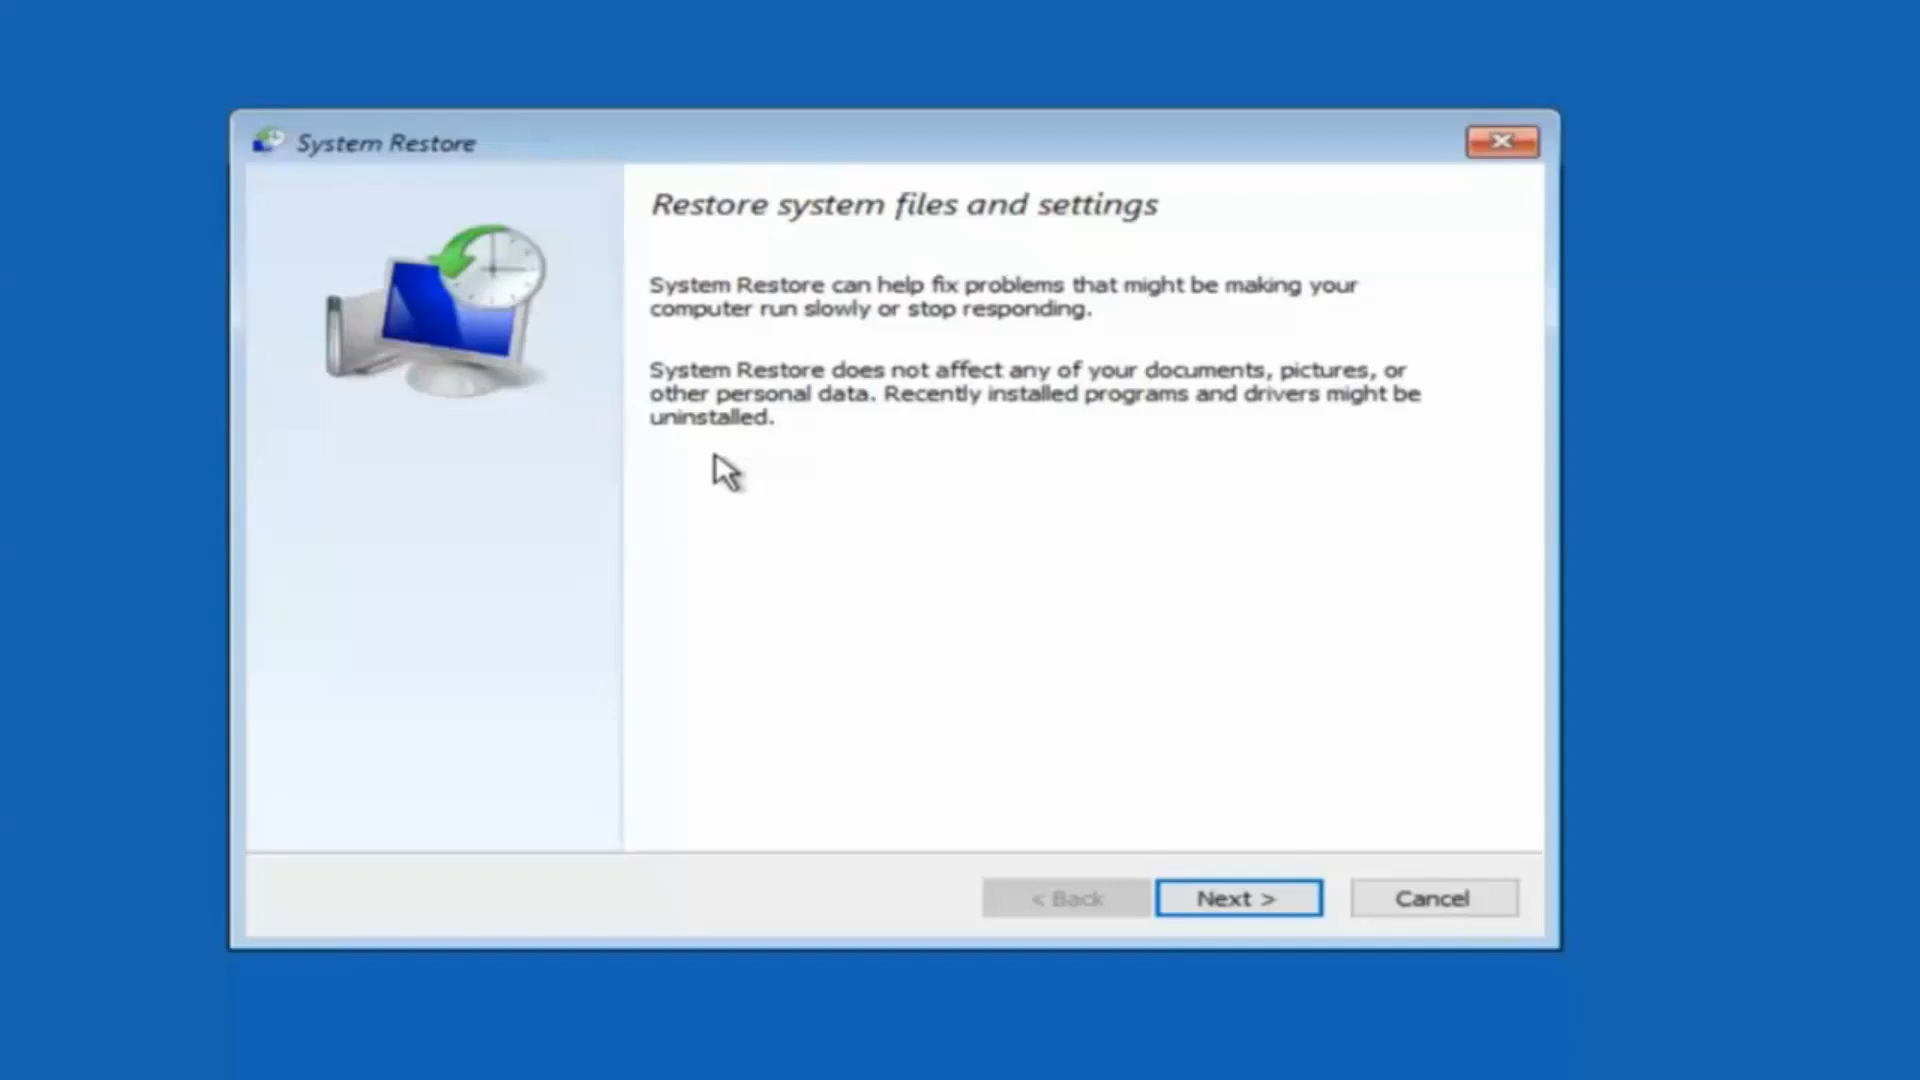 System Restore
Restore system files and settings
System Restore can help fix problems that might be making your
computer run slowly or stop responding.
System Restore does not affect any of your documents, pictures, or
other personal data. Recently installed programs and drivers might be
uninstalled.
< Back
Next >
Cancel